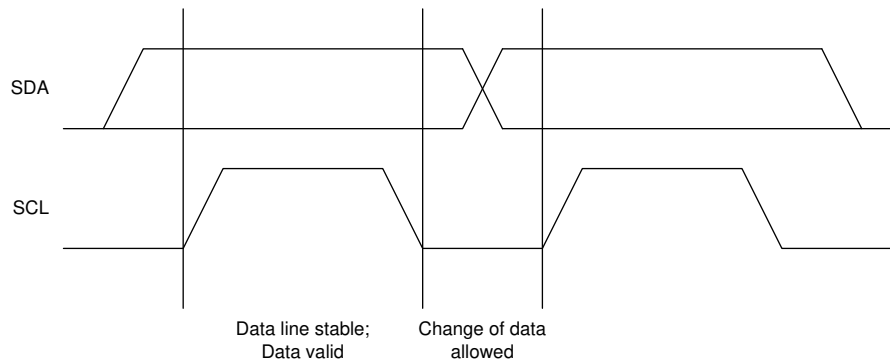 SDA
SCL
Data line stable;
Data valid
Change of data
allowed